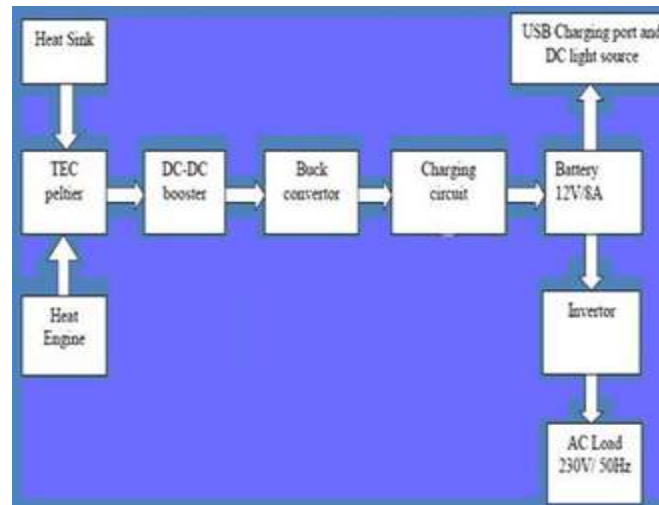 Heat Sink
USB Charging port and
DC light source
TEC
peltier
DC-DC
booster
Buck
convertor
Charging
circuit
Battery
12V/8A
Heat
Engine
Invertor
AC Load
230V/ 50Hz